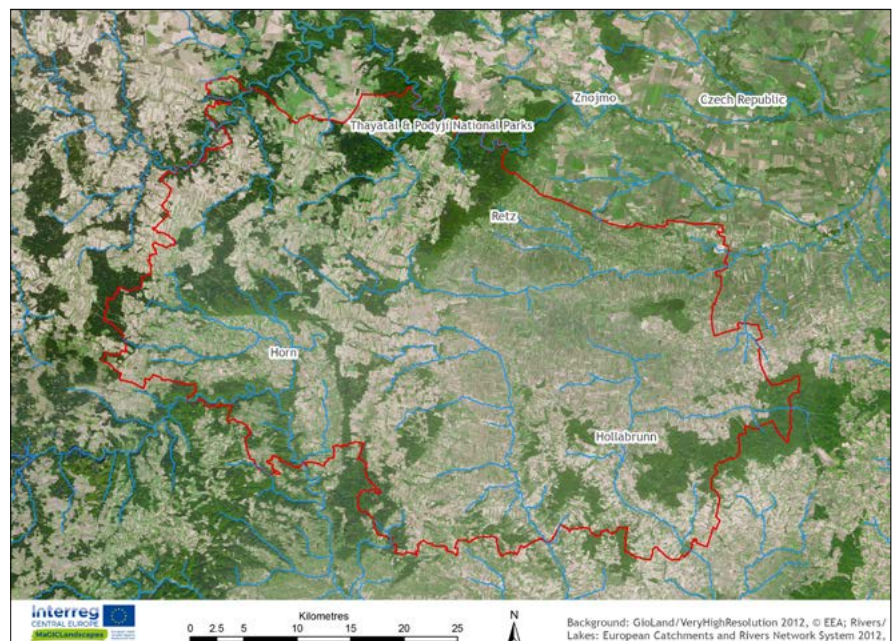 Znojmo
Czech Republic
Thayatal & Podyjí National Parks
Retz
Horn
Hollabrunn
Interreg
CENTRAL EUROPE
MaGICLandscapes
Kilometres
0 2.5 5 10 15 20 25
N
Background: GioLand/VeryHighResolution 2012, © EEA; Rivers/
Lakes: European Catchments and Rivers Network System 2012.